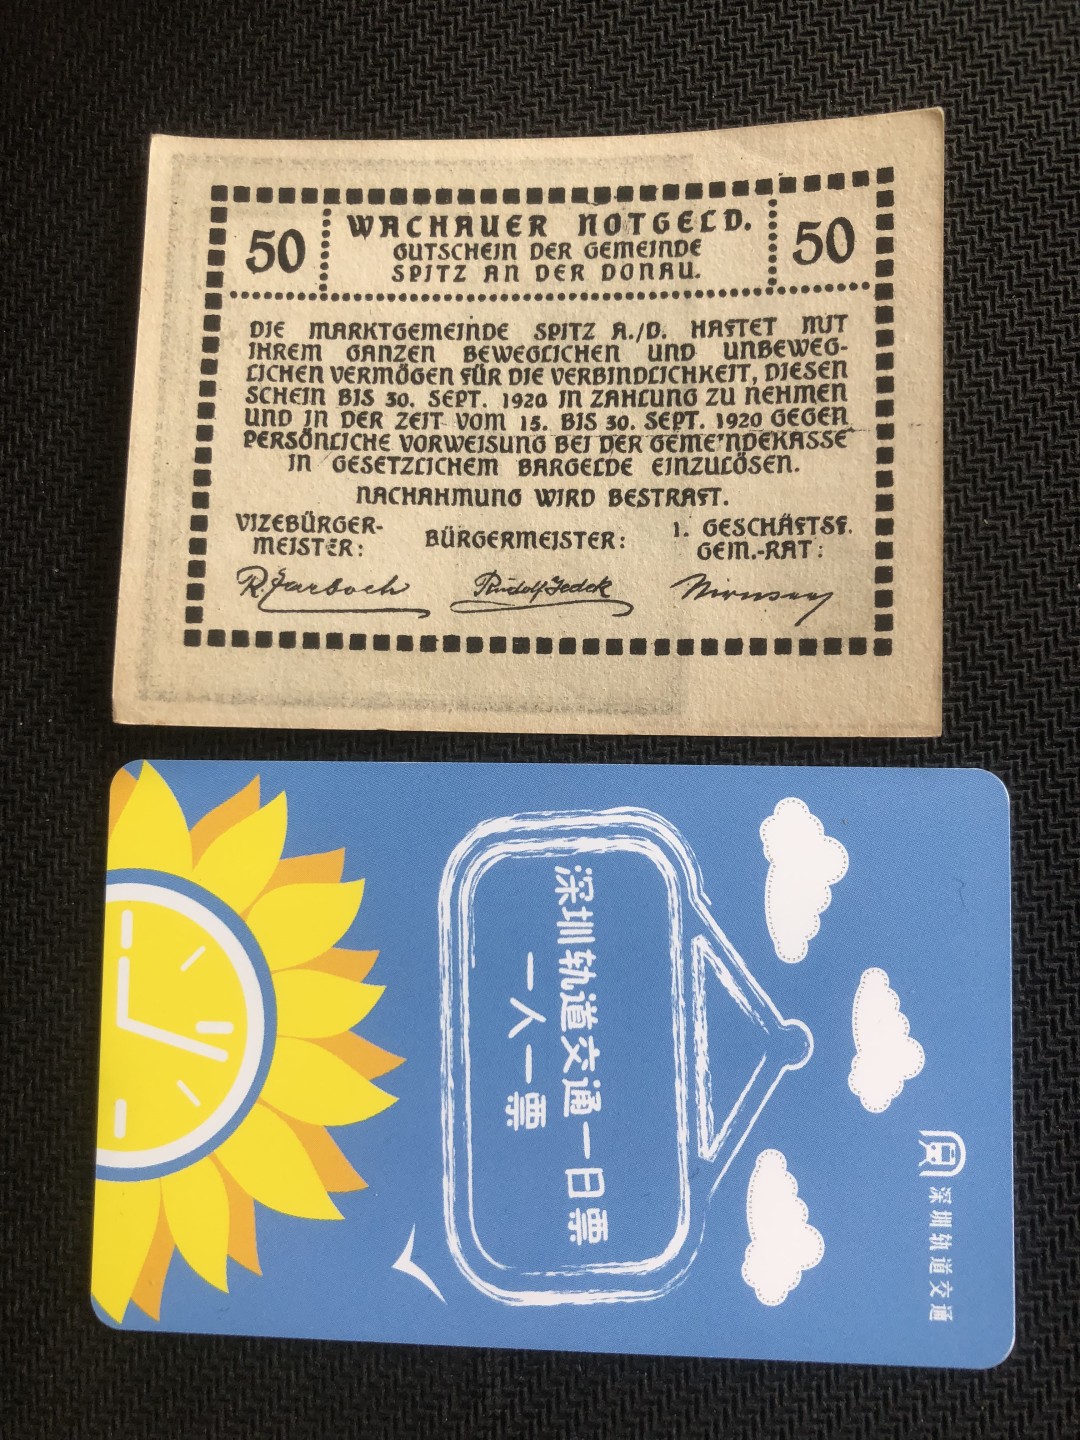 50
WACHAUER NOTGELD.
GUTSCHEIN DER GEMEINDE
SPITZ AN DER DONAU.
50
DIE MARKTGEMEINDE SPITZ A./D. HAFTET MIT
IHREM GANZEN BEWEGLICHEN UND UNBEWEG-
LICHEN VERMÖGEN FÜR DIE VERBINDLICHKEIT, DIESEN
SCHEIN BIS 30. SEPT. 1920 IN ZAHLUNG ZU NEHMEN
UND IN DER ZEIT VOM 15. BIS 30. SEPT. 1920 GEGEN
PERSÖNLICHE VORWEISUNG BEI DER GEMEINDEKASSE
IN GESETZLICHEM BARGELDE EINZULÖSEN.
NACHAHMUNG WIRD BESTRAFT.
VIZEBÜRGER-
MEISTER:
BÜRGERMEISTER:
1. GESCHÄFTSF.
GEM.-RAT:
Rudolf Jedek
深圳轨道交通一日票
一人一票
深圳轨道交通